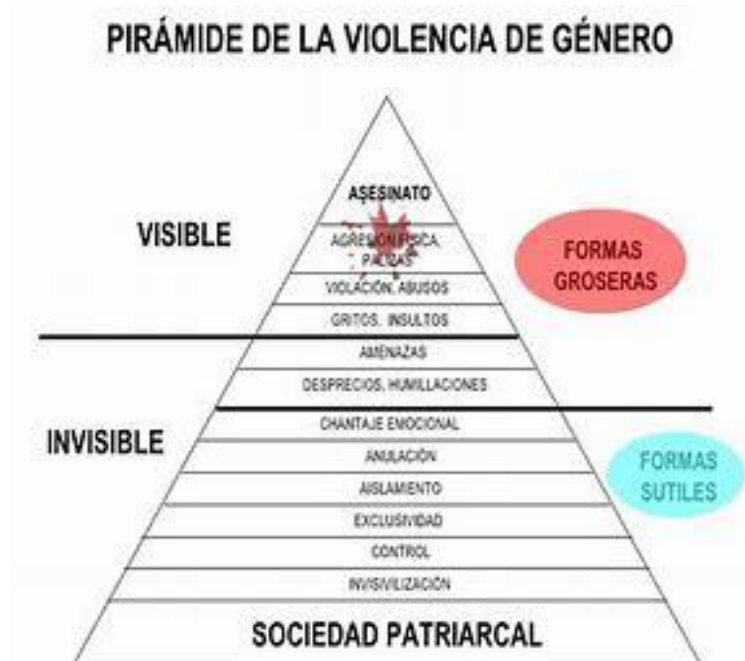 PIRÁMIDE DE LA VIOLENCIA DE GÉNERO
ASESINATO
VISIBLE
AGRESIÓN FÍSICA,
PALIZAS
FORMAS
GROSERAS
VIOLACIÓN, ABUSOS
GRITOS, INSULTOS
AMENAZAS
DESPRECIOS, HUMILLACIONES
INVISIBLE
CHANTAJE EMOCIONAL
ANULACIÓN
FORMAS
SUTILES
AISLAMIENTO
EXCLUSIVIDAD
CONTROL
INVISIVILIZACIÓN
SOCIEDAD PATRIARCAL